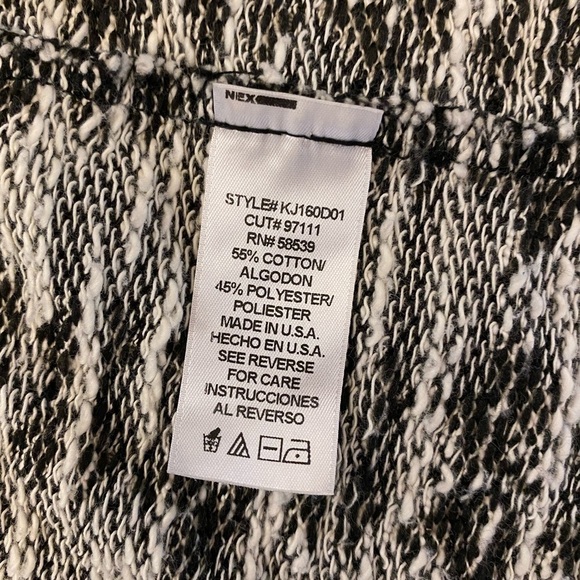 STYLE# KJ160D01
CUT# 97111
RN# 58539
55% COTTON/
ALGODON
45% POLYESTER/
POLIESTER
MADE IN U.S.A.
HECHO EN U.S.A.
SEE REVERSE
FOR CARE
INSTRUCCIONES
AL REVERSO